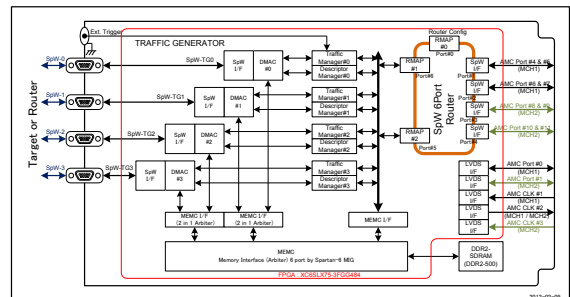 Ext. Trigger
TRAFFIC GENERATOR
Router Config
RMAP
#0
Port#0
SpW-0
SpW-TG0
SpW
I/F
DMAC
#0
Traffic
Manager#0
Descriptor
Manager#0
RMAP
#1
Port#6
SpW 6Port
Router
SpW
I/F
AMC Port #4 & #5
(MCH1)
SpW-1
SpW-TG1
SpW
I/F
DMAC
#1
Traffic
Manager#1
Descriptor
Manager#1
SpW
I/F
AMC Port #6 & #7
(MCH1)
SpW
I/F
AMC Port #8 & #9
(MCH2)
SpW-2
SpW-TG2
SpW
I/F
DMAC
#2
Traffic
Manager#2
Descriptor
Manager#2
RMAP
#2
Port#5
SpW
I/F
Port#4
AMC Port #10 & #11
(MCH2)
SpW-3
SpW-TG3
SpW
I/F
DMAC
#3
Traffic
Manager#3
Descriptor
Manager#3
Target or Router
LVDS
I/F
AMC Port #0
(MCH1)
LVDS
I/F
AMC Port #1
(MCH2)
LVDS
I/F
AMC CLK #1
(MCH1)
LVDS
I/F
AMC CLK #2
(MCH1 / MCH2)
LVDS
I/F
AMC CLK #3
(MCH2)
MEMC I/F
(2 in 1 Arbiter)
MEMC I/F
(2 in 1 Arbiter)
MEMC I/F
MEMC
Memory Interface (Arbiter) 6 port by Spartan-6 MIG
DDR2-
SDRAM
(DDR2-500)
FPGA : XC6SLX75-3FGG484